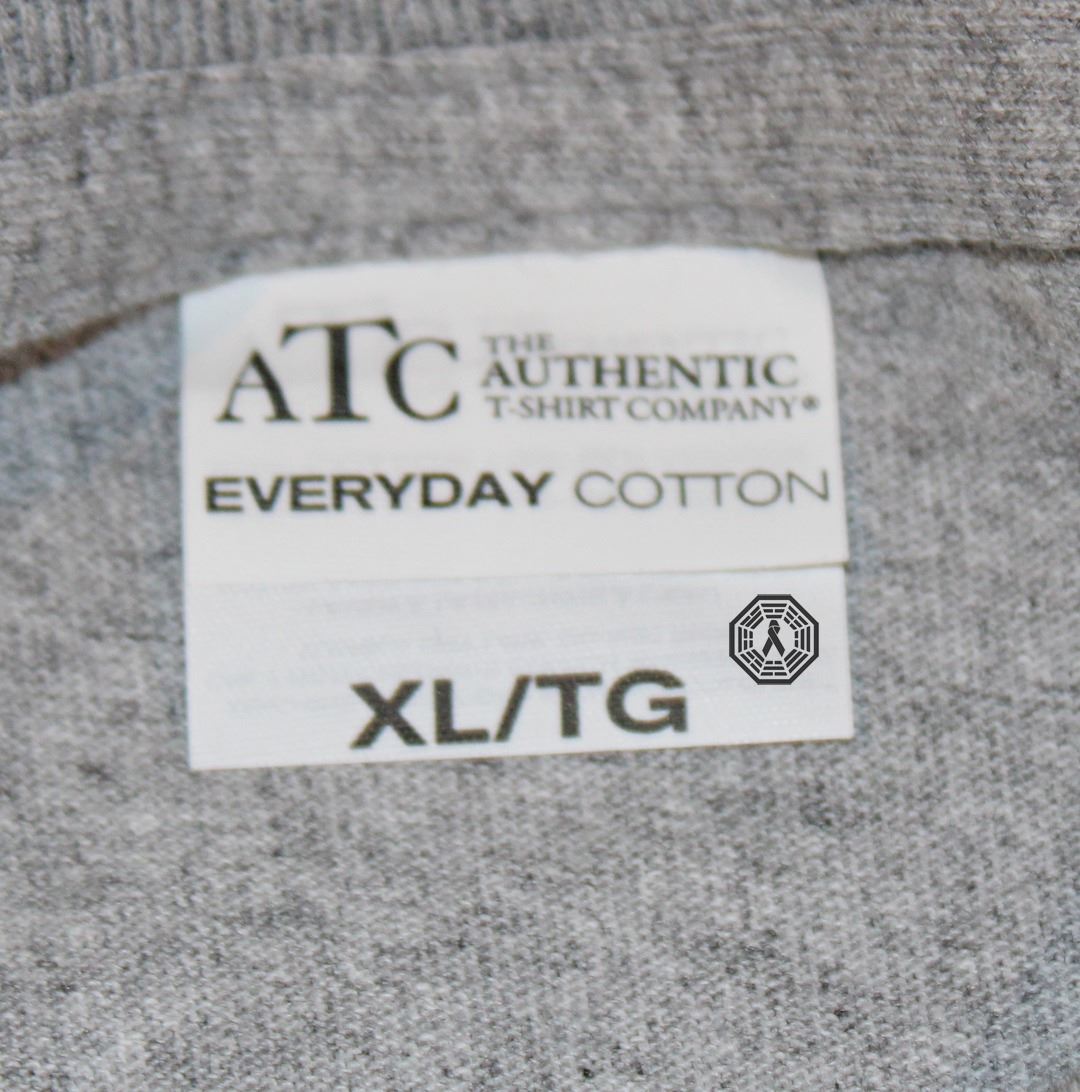 ATC THE
AUTHENTIC
T-SHIRT COMPANY®
EVERYDAY COTTON
XL/TG